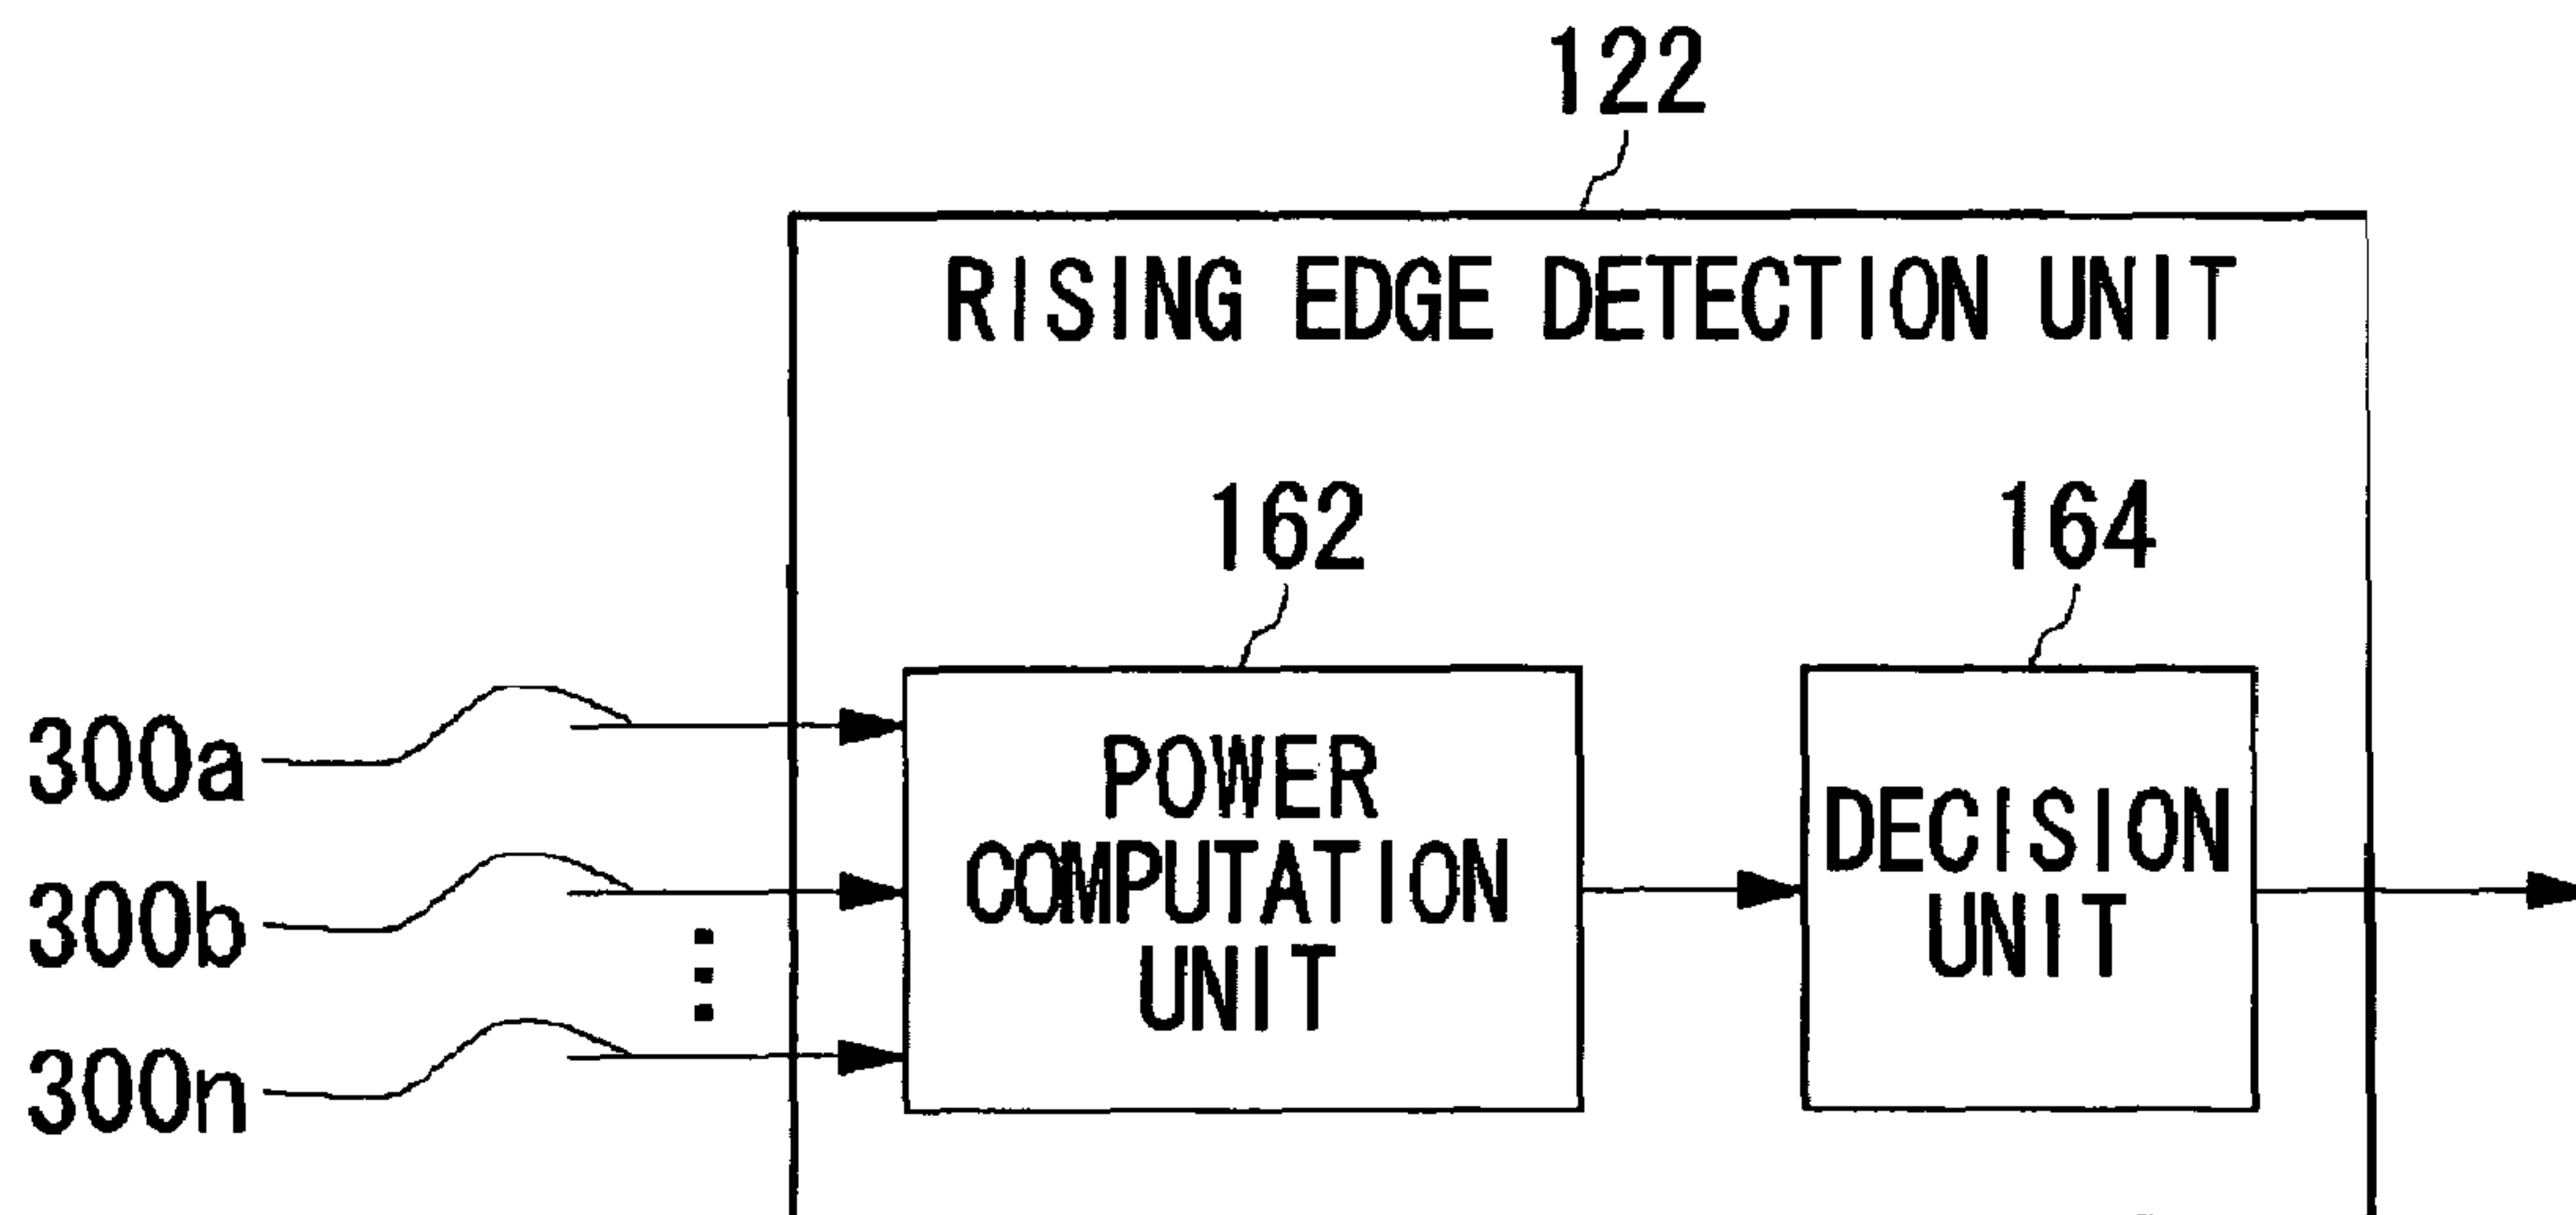 122
RISING EDGE DETECTION UNIT
162
164
300a
300b
300n
POWER
COMPUTATION
UNIT
DECISION
UNIT